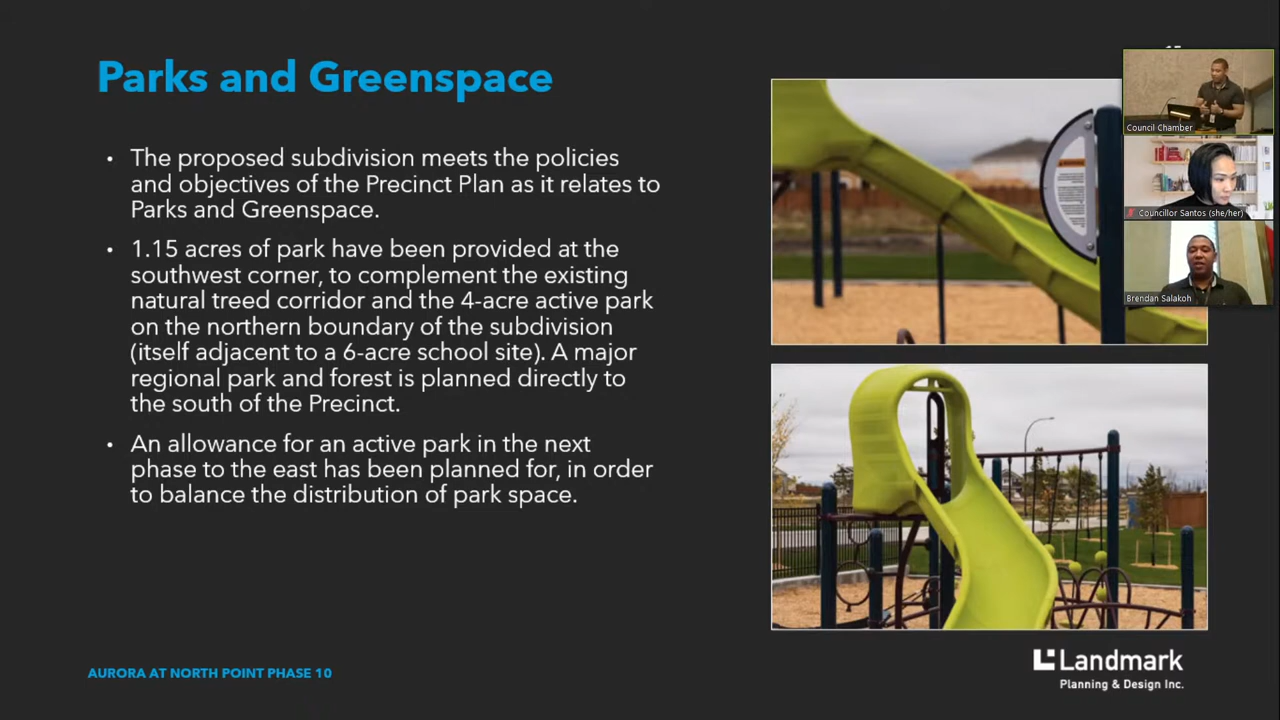 Parks and Greenspace
• The proposed subdivision meets the policies
and objectives of the Precinct Plan as it relates to
Parks and Greenspace.
• 1.15 acres of park have been provided at the
southwest corner, to complement the existing
natural treed corridor and the 4-acre active park
on the northern boundary of the subdivision
(itself adjacent to a 6-acre school site). A major
regional park and forest is planned directly to
the south of the Precinct.
• An allowance for an active park in the next
phase to the east has been planned for, in order
to balance the distribution of park space.
Council Chamber
Councillor Santos (she/her)
Brendan Salakoh
AURORA AT NORTH POINT PHASE 10
Landmark
Planning & Design Inc.